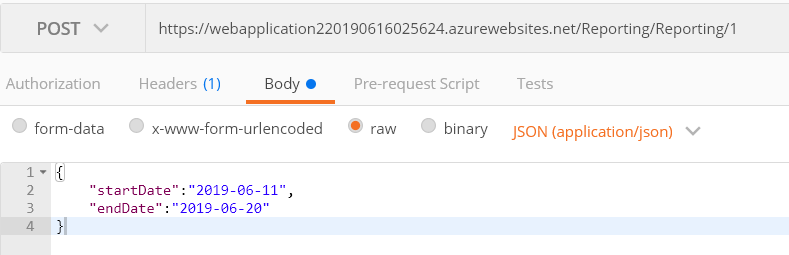 POST https://webapplication220190616025624.azurewebsites.net/Reporting/Reporting/1
Authorization Headers (1) Body Pre-request Script Tests
form-data x-www-form-urlencoded raw binary JSON (application/json)
1 {
2 "startDate":"2019-06-11",
3 "endDate":"2019-06-20"
4 }